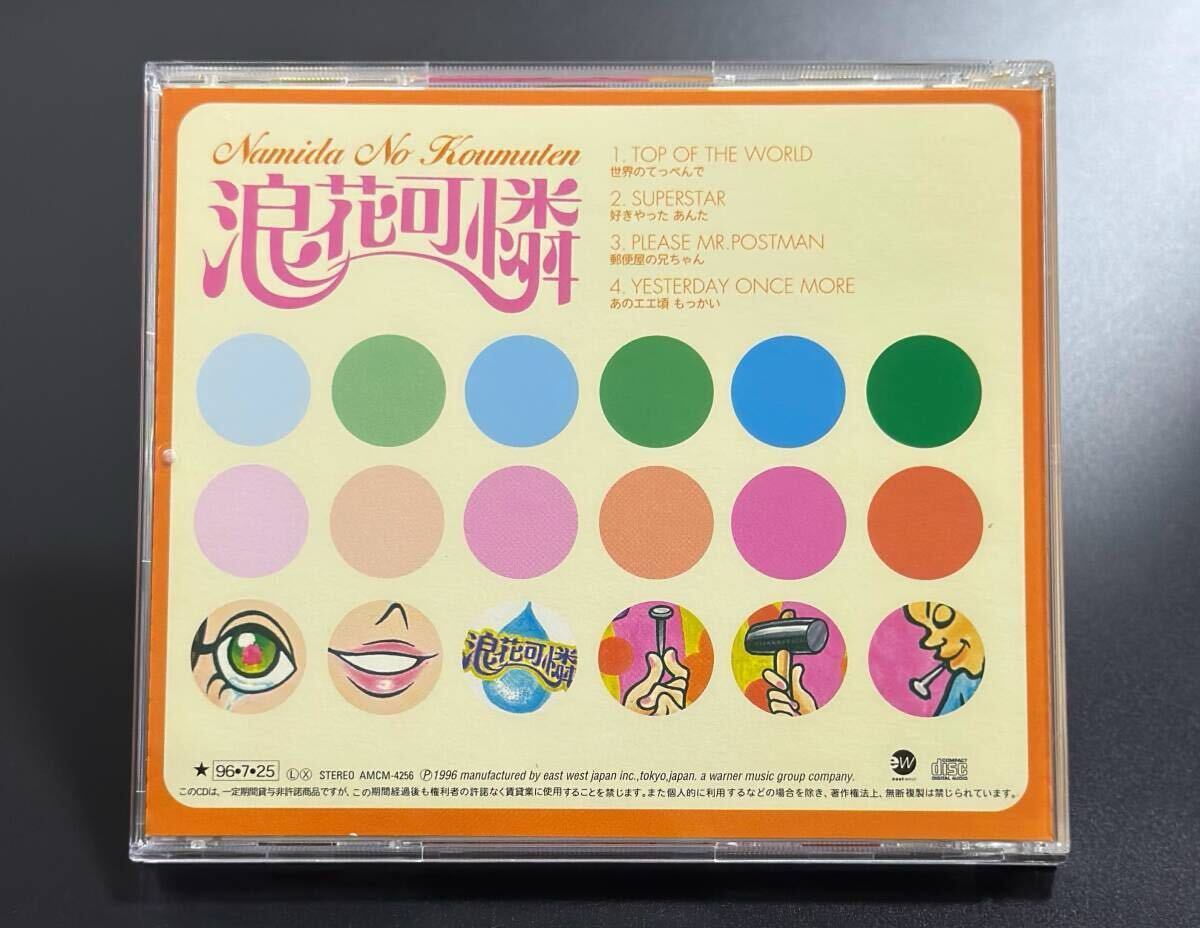 Namida No Koumuten
浪花可憐
1. TOP OF THE WORLD
世界のてっぺんで
2. SUPERSTAR
好きやった あんた
3. PLEASE MR.POSTMAN
郵便屋の兄ちゃん
4. YESTERDAY ONCE MORE
あのエエ頃 もっかい
浪花可憐
★ 96•7•25 Ⓛ Ⓧ STEREO AMCM-4256 Ⓟ1996 manufactured by east west japan inc.,tokyo,japan. a warner music group company.
ew
east west
COMPACT
disc
DIGITAL AUDIO
このCDは、一定期間貸与非許諾商品ですが、この期間経過後も権利者の許諾なく賃貸業に使用することを禁じます。また個人的に利用するなどの場合を除き、著作権法上、無断複製は禁じられています。